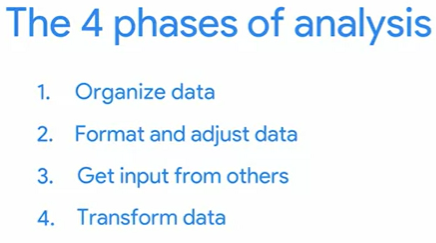 The 4 phases of analysis
1. Organize data
2. Format and adjust data
3. Get input from others
4. Transform data